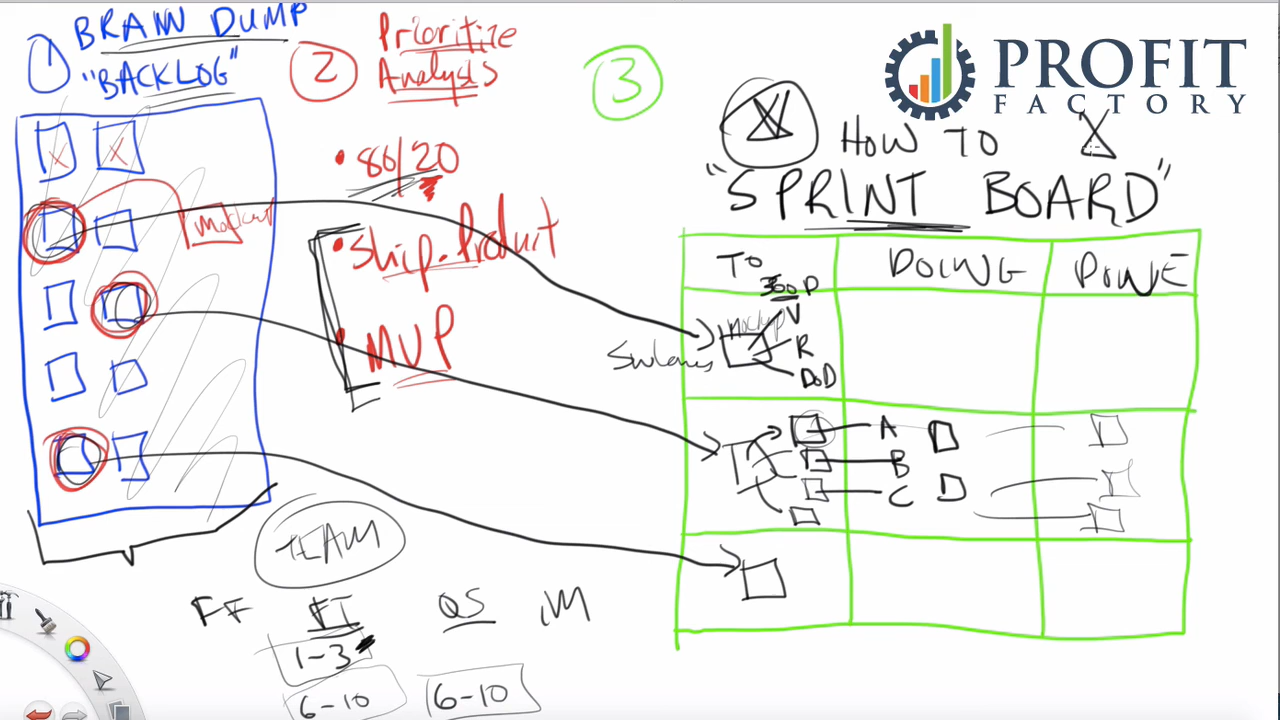 1 BRAIN DUMP
"BACKLOG"
X X
Mockup
2 Prioritize
Analysis
• 80/20
• Ship.Product
• MVP
3
PROFIT
FACTORY
HOW TO
"SPRINT BOARD"
TO DO
DOING
DONE
Mockup
V
R
DoD
A
B
C
TEAM
FF FT QS IM
1-3
6-10 6-10